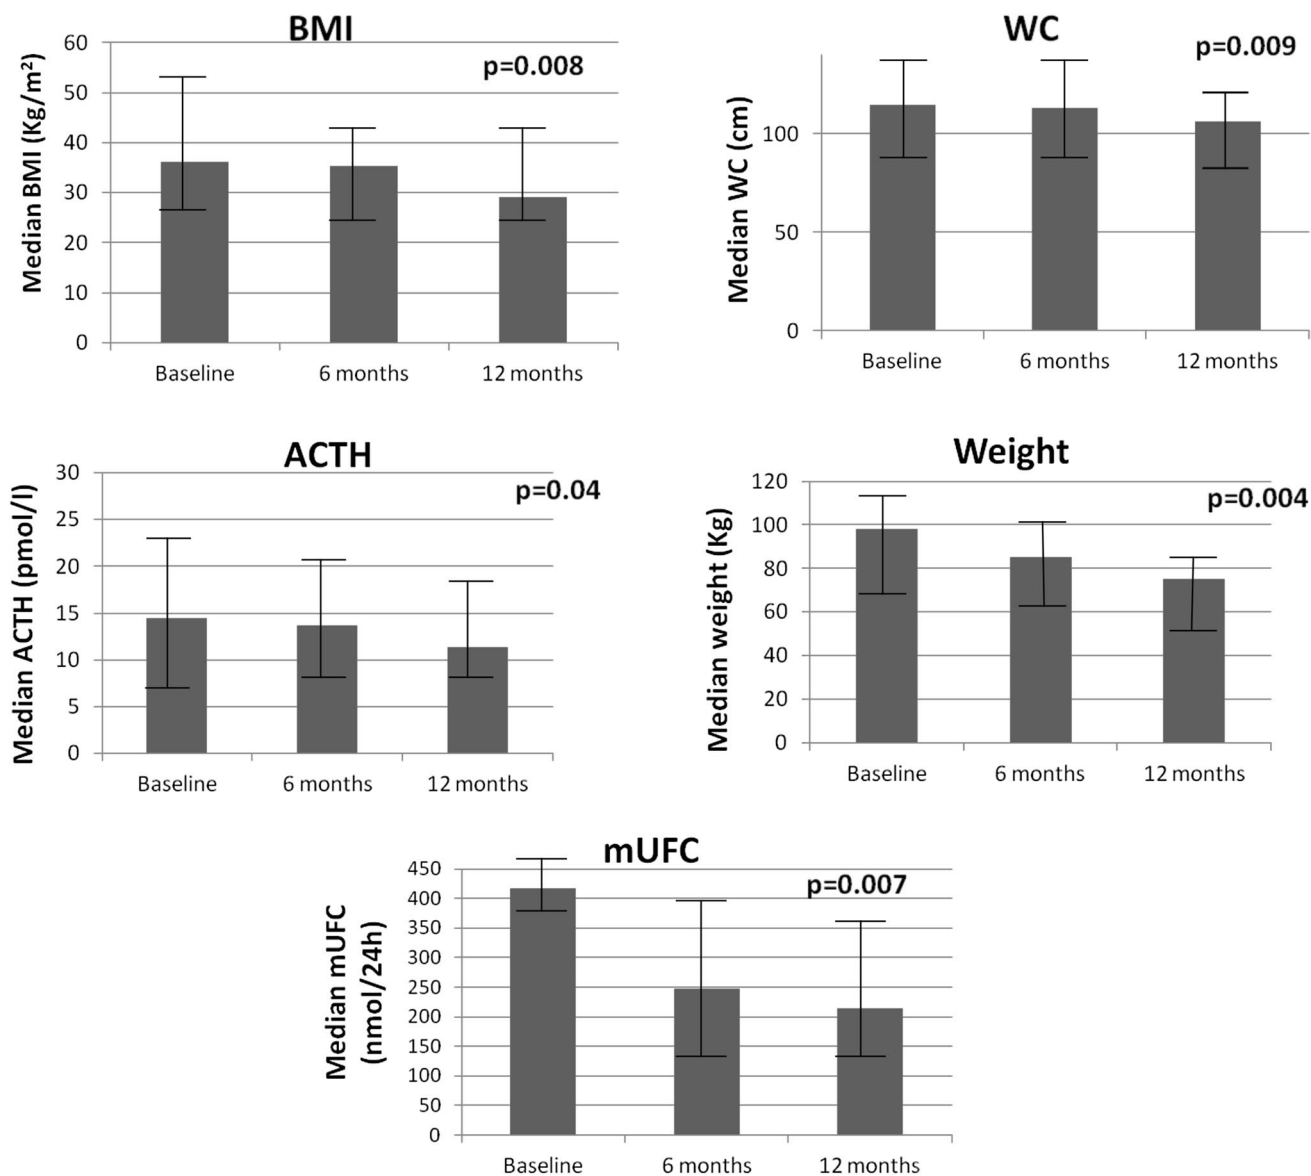 BMI
p=0.008
Median BMI (Kg/m²)
60
50
40
30
20
10
0
Baseline 6 months 12 months
WC
p=0.009
Median WC (cm)
100
50
0
Baseline 6 months 12 months
ACTH
p=0.04
Median ACTH (pmol/l)
30
25
20
15
10
5
0
Baseline 6 months 12 months
Weight
p=0.004
Median weight (Kg)
120
100
80
60
40
20
0
Baseline 6 months 12 months
mUFC
p=0.007
Median mUFC
(nmol/24h)
450
400
350
300
250
200
150
100
50
0
Baseline 6 months 12 months